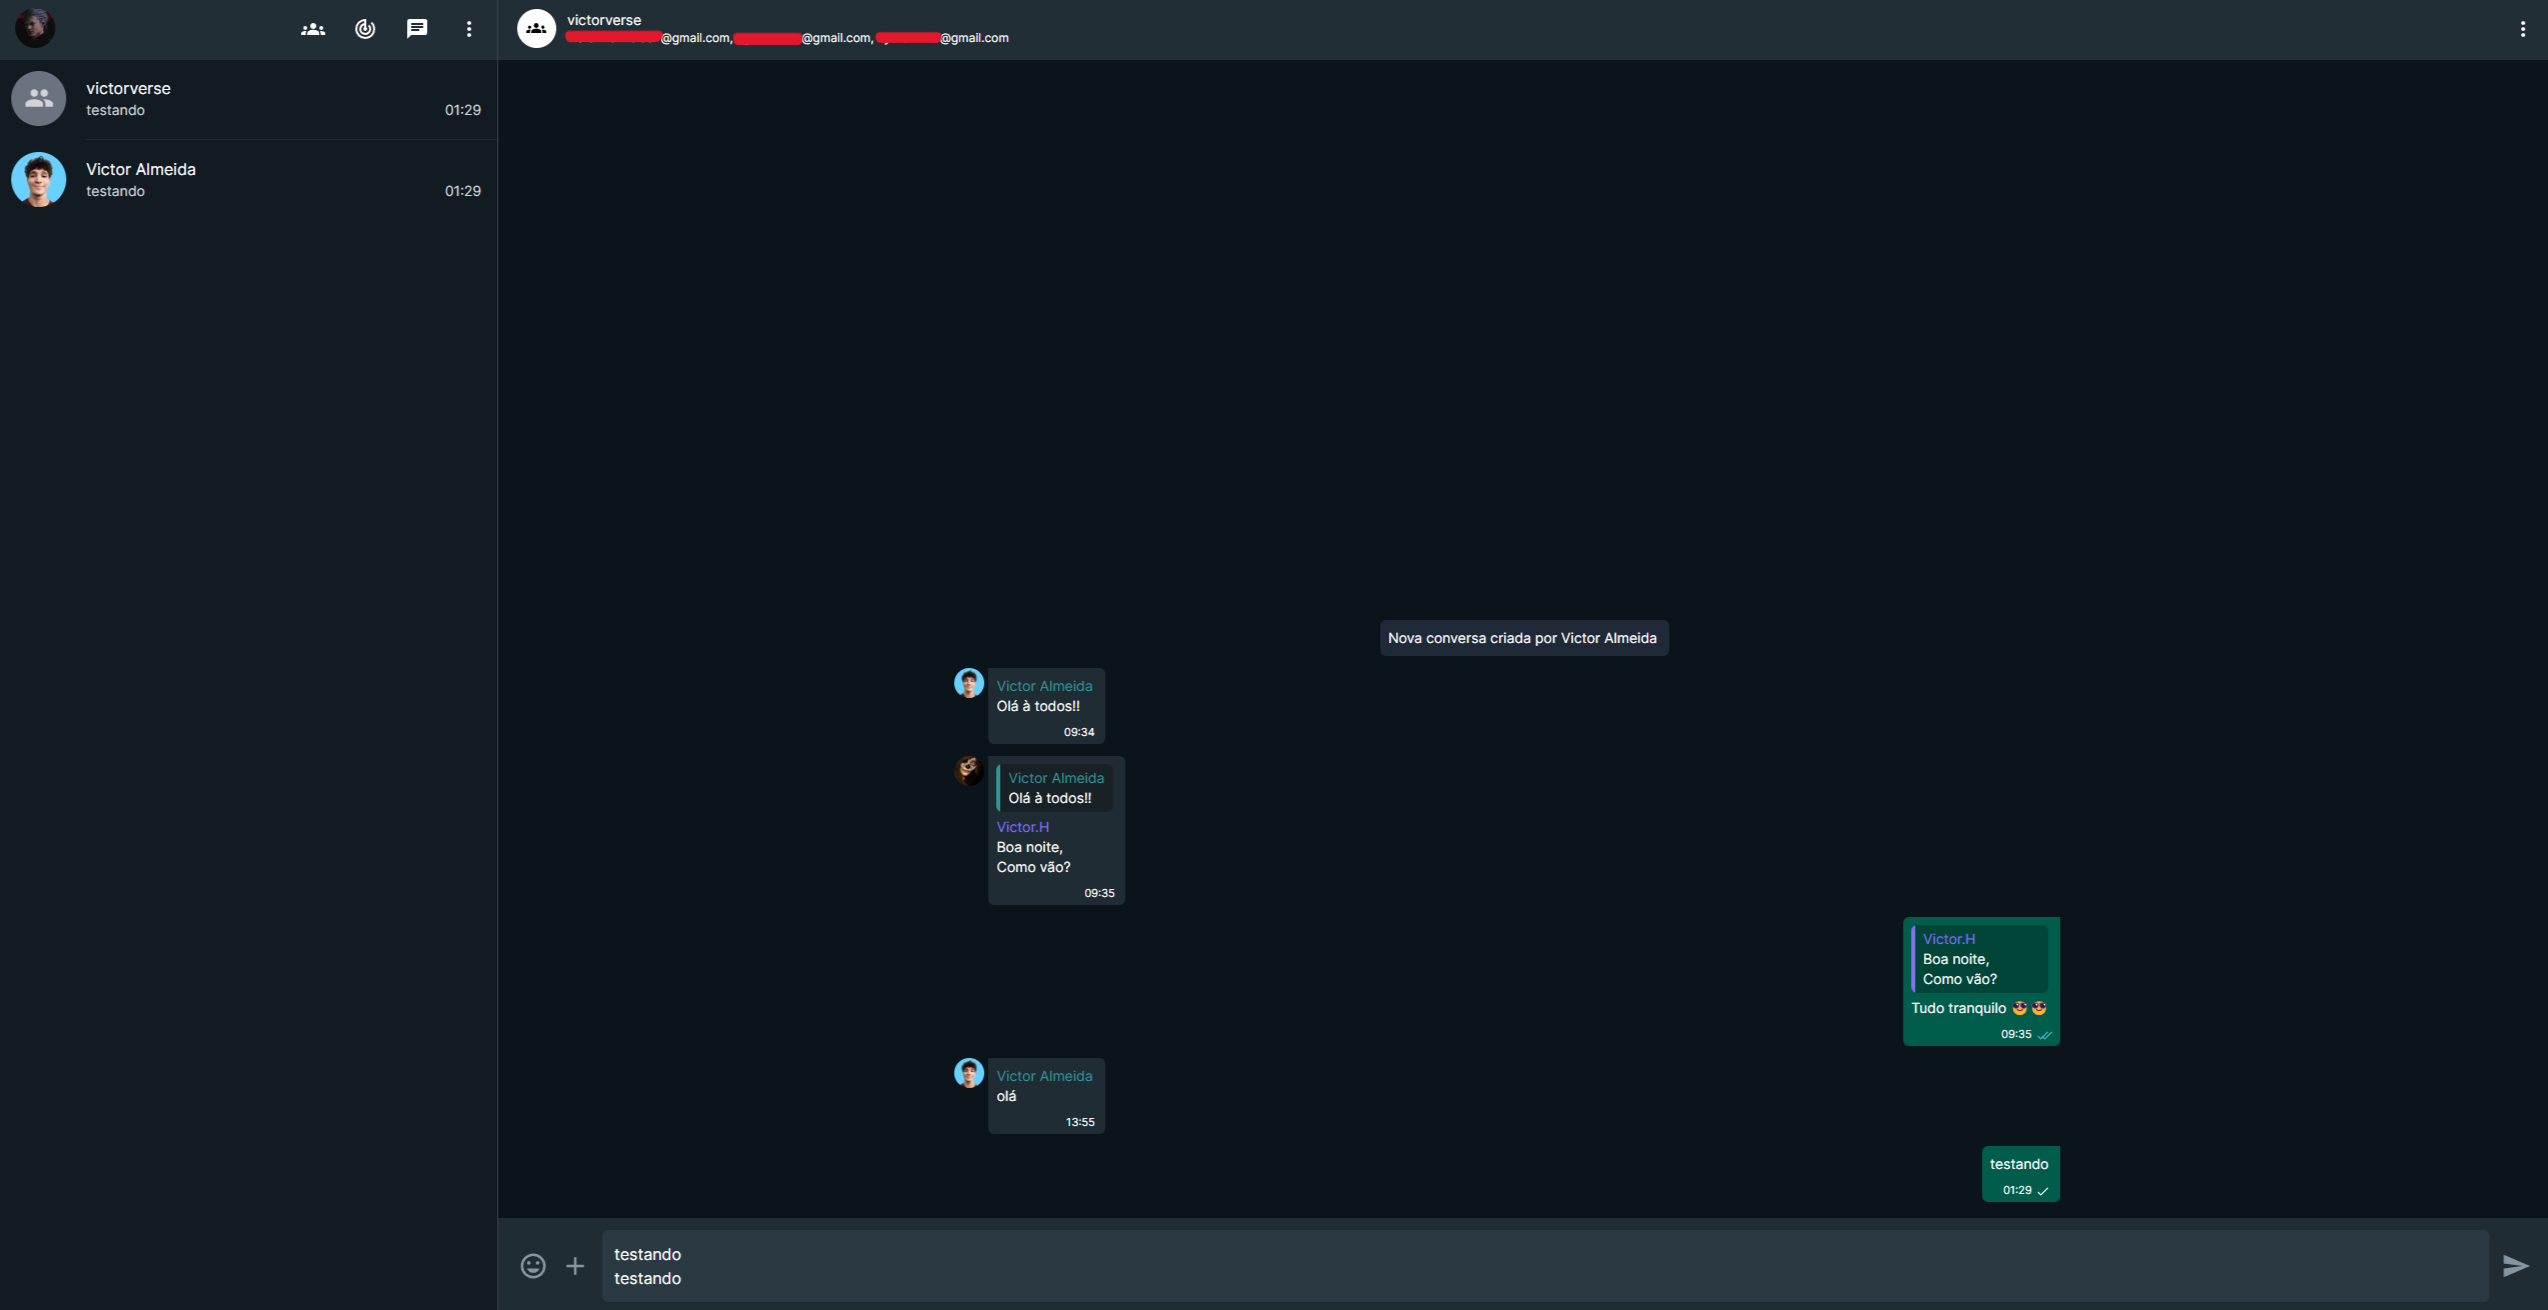 victorverse
testando
01:29
Victor Almeida
testando
01:29
victorverse
@gmail.com, @gmail.com, @gmail.com
Nova conversa criada por Victor Almeida
Victor Almeida
Olá à todos!!
09:34
Victor Almeida
Olá à todos!!
Victor.H
Boa noite,
Como vão?
09:35
Victor.H
Boa noite,
Como vão?
Tudo tranquilo 😎😎
09:35
Victor Almeida
olá
13:55
testando
01:29
testando
testando